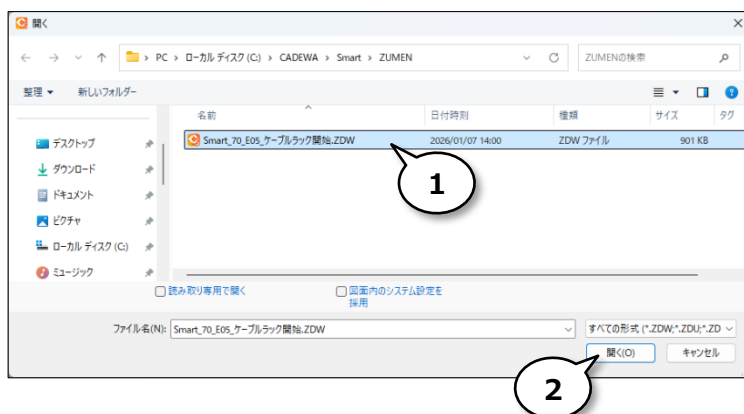 開く
PC › ローカル ディスク (C:) › CADEWA › Smart › ZUMEN
ZUMENの検索
整理 新しいフォルダー
名前 日付時刻 種類 サイズ タグ
デスクトップ
Smart_70_E05_ケーブルラック開始.ZDW 2026/01/07 14:00 ZDW ファイル 901 KB
ダウンロード
1
ドキュメント
ピクチャ
ローカル ディスク (C:)
ミュージック
読み取り専用で開く
図面内のシステム設定を
採用
ファイル名(N): Smart_70_E05_ケーブルラック開始.ZDW
すべての形式 (*.ZDW;*.ZDU;*.ZD
開く(O) キャンセル
2